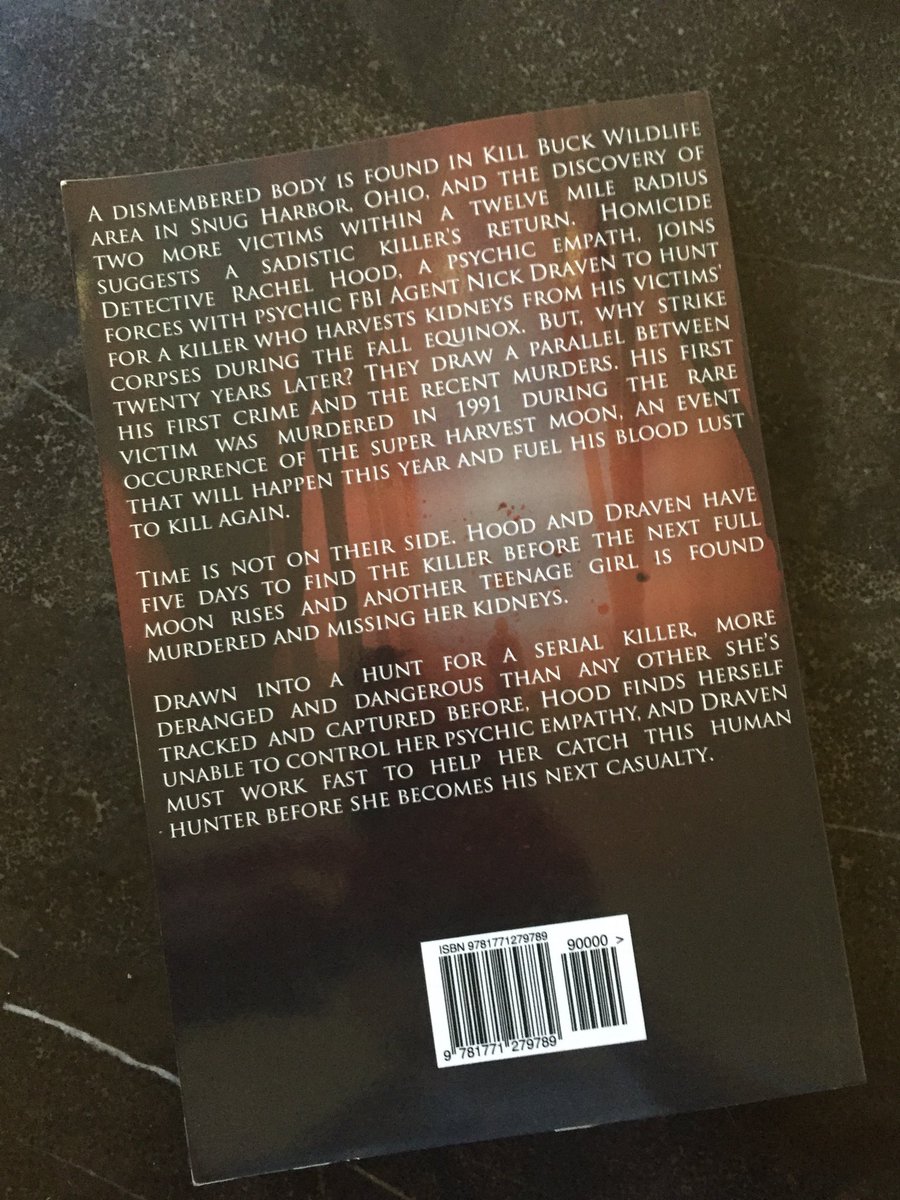 A DISMEMBERED BODY IS FOUND IN KILL BUCK WILDLIFE
AREA IN SNUG HARBOR, OHIO, AND THE DISCOVERY OF
TWO MORE VICTIMS WITHIN A TWELVE MILE RADIUS
SUGGESTS A SADISTIC KILLER'S RETURN. HOMICIDE
DETECTIVE RACHEL HOOD, A PSYCHIC EMPATH, JOINS
FORCES WITH PSYCHIC FBI AGENT NICK DRAVEN TO HUNT
FOR A KILLER WHO HARVESTS KIDNEYS FROM HIS VICTIMS'
CORPSES DURING THE FALL EQUINOX. BUT, WHY STRIKE
TWENTY YEARS LATER? THEY DRAW A PARALLEL BETWEEN
HIS FIRST CRIME AND THE RECENT MURDERS. HIS FIRST
VICTIM WAS MURDERED IN 1991 DURING THE RARE
OCCURRENCE OF THE SUPER HARVEST MOON, AN EVENT
THAT WILL HAPPEN THIS YEAR AND FUEL HIS BLOOD LUST
TO KILL AGAIN.
TIME IS NOT ON THEIR SIDE. HOOD AND DRAVEN HAVE
FIVE DAYS TO FIND THE KILLER BEFORE THE NEXT FULL
MOON RISES AND ANOTHER TEENAGE GIRL IS FOUND
MURDERED AND MISSING HER KIDNEYS.
DRAWN INTO A HUNT FOR A SERIAL KILLER, MORE
DERANGED AND DANGEROUS THAN ANY OTHER SHE'S
TRACKED AND CAPTURED BEFORE, HOOD FINDS HERSELF
UNABLE TO CONTROL HER PSYCHIC EMPATHY, AND DRAVEN
MUST WORK FAST TO HELP HER CATCH THIS HUMAN
HUNTER BEFORE SHE BECOMES HIS NEXT CASUALTY.
ISBN 9781771279789
90000 >
9 781771 279789